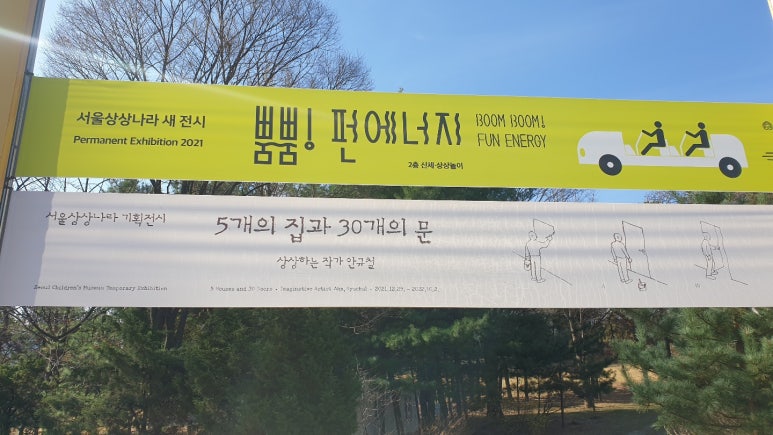 서울상상나라 새 전시
Permanent Exhibition 2021
뿜뿜! 펀에너지
BOOM BOOM!
FUN ENERGY
2층 신체·상상놀이
서울상상나라 기획전시
5개의 집과 30개의 문
상상하는 작가 안규철
Seoul Children's Museum Temporary Exhibition
5 Houses and 30 Doors · Imaginative Artist Ahn, Kyuchul · 2021.12.29. -